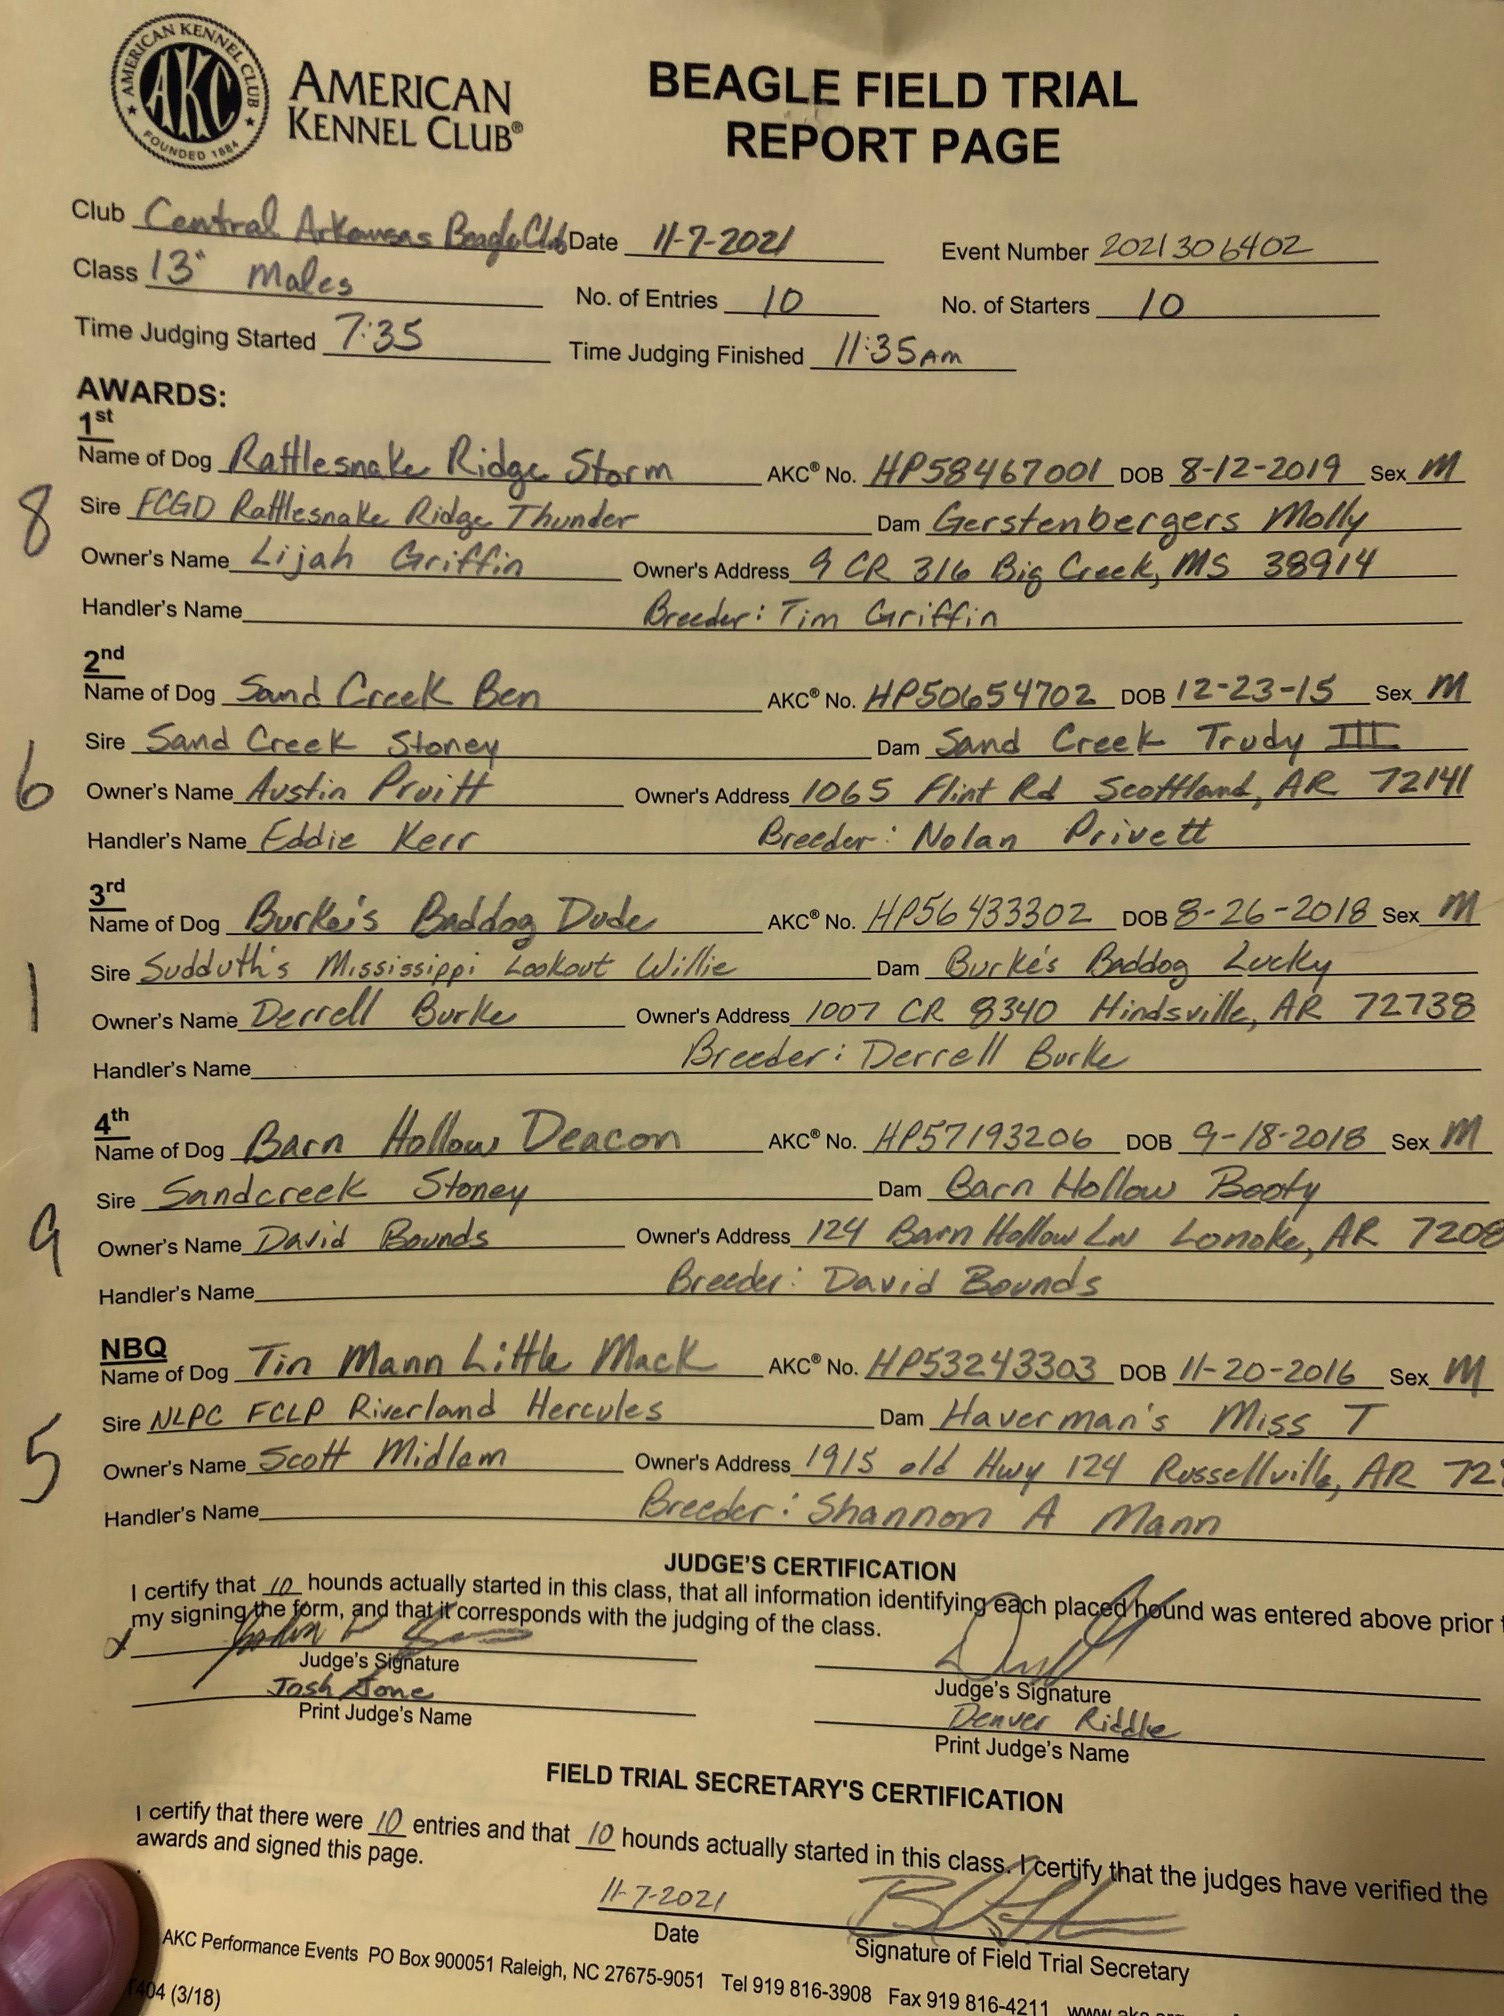 AMERICAN KENNEL CLUB
AKC
FOUNDED 1884
AMERICAN
KENNEL CLUB®
BEAGLE FIELD TRIAL
REPORT PAGE
Club Central Arkansas Beagle Club Date 11-7-2021 Event Number 2021306402
Class 13" Males No. of Entries 10 No. of Starters 10
Time Judging Started 7:35 Time Judging Finished 11:35 AM
AWARDS:
1st
Name of Dog Rattlesnake Ridge Storm AKC® No. HP58467001 DOB 8-12-2019 Sex M
8 Sire FCGD Rattlesnake Ridge Thunder Dam Gerstenbergers Molly
Owner's Name Lijah Griffin Owner's Address 9 CR 316 Big Creek, MS 38914
Handler's Name Breeder: Tim Griffin
2nd
Name of Dog Sand Creek Ben AKC® No. HP50654702 DOB 12-23-15 Sex M
Sire Sand Creek Stoney Dam Sand Creek Trudy III
6 Owner's Name Austin Pruitt Owner's Address 1065 Flint Rd Scottland, AR 72141
Handler's Name Eddie Kerr Breeder: Nolan Privett
3rd
Name of Dog Burke's Baddog Dude AKC® No. HP56433302 DOB 8-26-2018 Sex M
Sire Sudduth's Mississippi Lookout Willie Dam Burke's Baddog Lucky
1 Owner's Name Derrell Burke Owner's Address 1007 CR 8340 Hindsville, AR 72738
Handler's Name Breeder: Derrell Burke
4th
Name of Dog Barn Hollow Deacon AKC® No. HP57193206 DOB 9-18-2018 Sex M
Sire Sandcreek Stoney Dam Barn Hollow Booty
9 Owner's Name David Bounds Owner's Address 124 Barn Hollow LN Lonoke, AR 7208
Handler's Name Breeder: David Bounds
NBQ
Name of Dog Tin Mann Little Mack AKC® No. HP53243303 DOB 11-20-2016 Sex M
Sire NLPC FCLP Riverland Hercules Dam Haverman's Miss T
5 Owner's Name Scott Midlam Owner's Address 1915 old Hwy 124 Russellville, AR 72
Handler's Name Breeder: Shannon A Mann
JUDGE'S CERTIFICATION
I certify that 10 hounds actually started in this class, that all information identifying each placed hound was entered above prior
my signing the form, and that it corresponds with the judging of the class.
Judge's Signature Judge's Signature
Josh Jone Denver Riddle
Print Judge's Name Print Judge's Name
FIELD TRIAL SECRETARY'S CERTIFICATION
I certify that there were 10 entries and that 10 hounds actually started in this class. I certify that the judges have verified the
awards and signed this page.
11-7-2021
Date Signature of Field Trial Secretary
AKC Performance Events PO Box 900051 Raleigh, NC 27675-9051 Tel 919 816-3908 Fax 919 816-4211
404 (3/18)